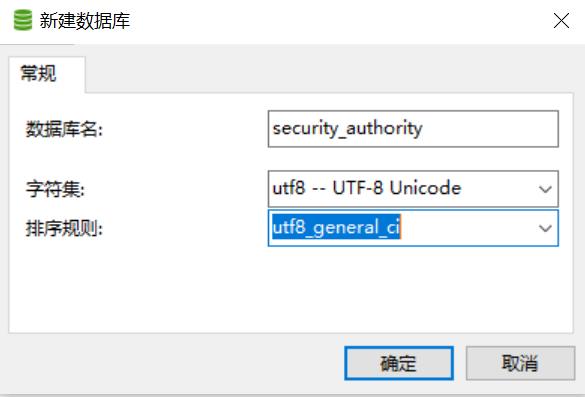 新建数据库
常规
数据库名: security_authority
字符集: utf8 -- UTF-8 Unicode
排序规则: utf8_general_ci
确定 取消